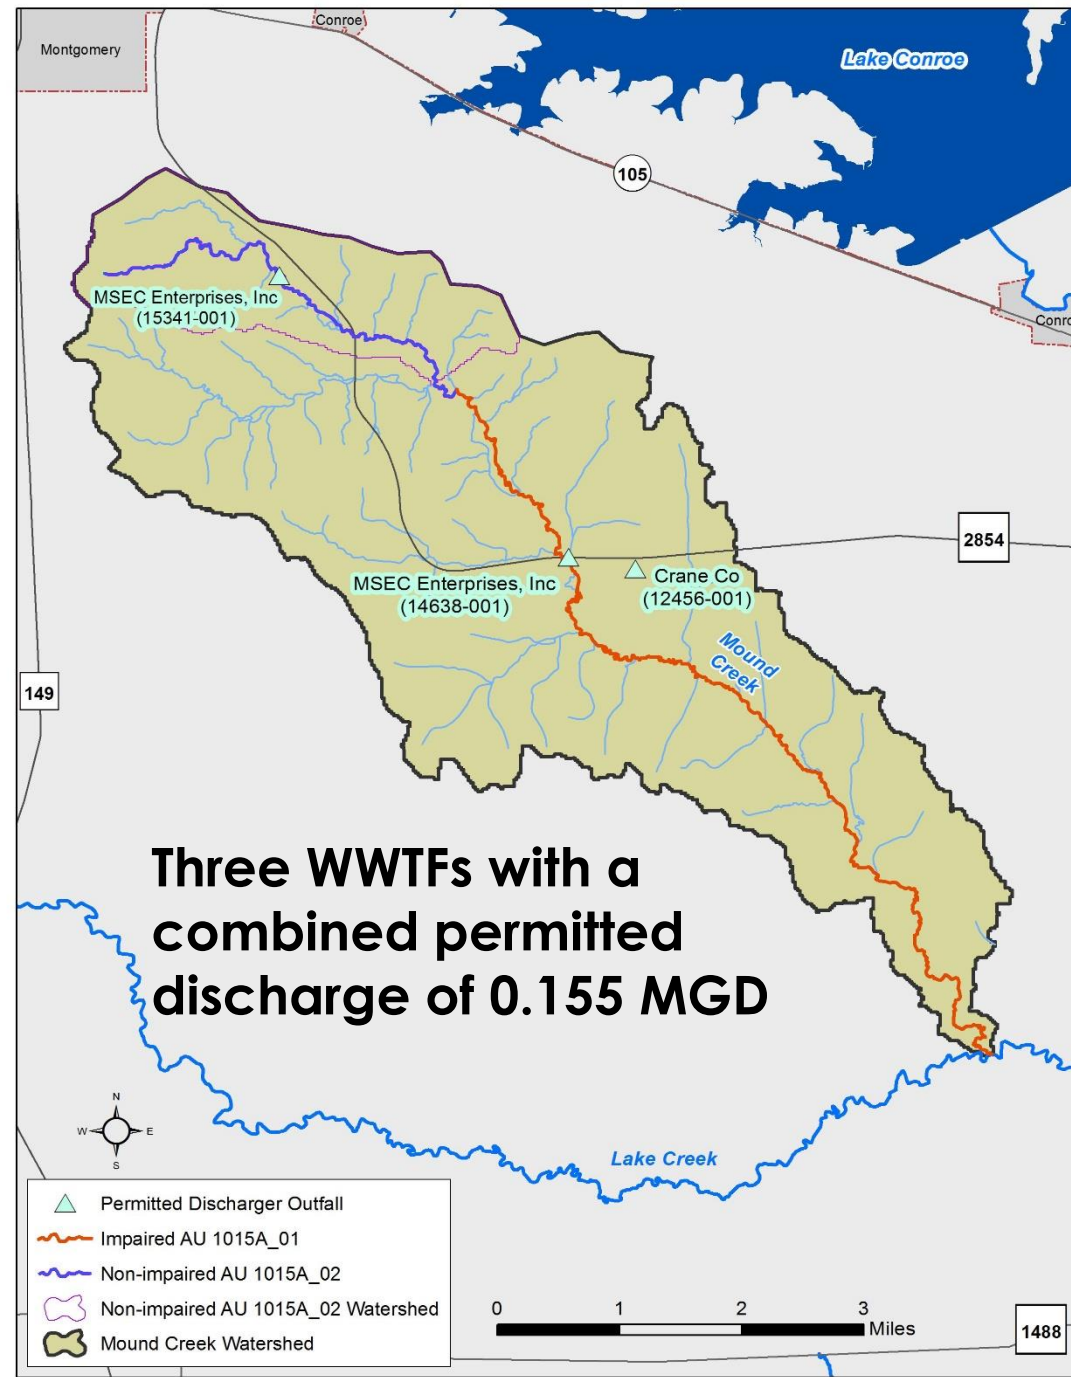 Conroe
Montgomery
Lake Conroe
105
MSEC Enterprises, Inc
(15341-001)
Conro
2854
MSEC Enterprises, Inc
(14638-001)
Crane Co
(12456-001)
Mound
Creek
149
Three WWTFs with a
combined permitted
discharge of 0.155 MGD
N
W E
S
Lake Creek
Permitted Discharger Outfall
Impaired AU 1015A_01
Non-impaired AU 1015A_02
Non-impaired AU 1015A_02 Watershed
Mound Creek Watershed
0 1 2 3
Miles
1488